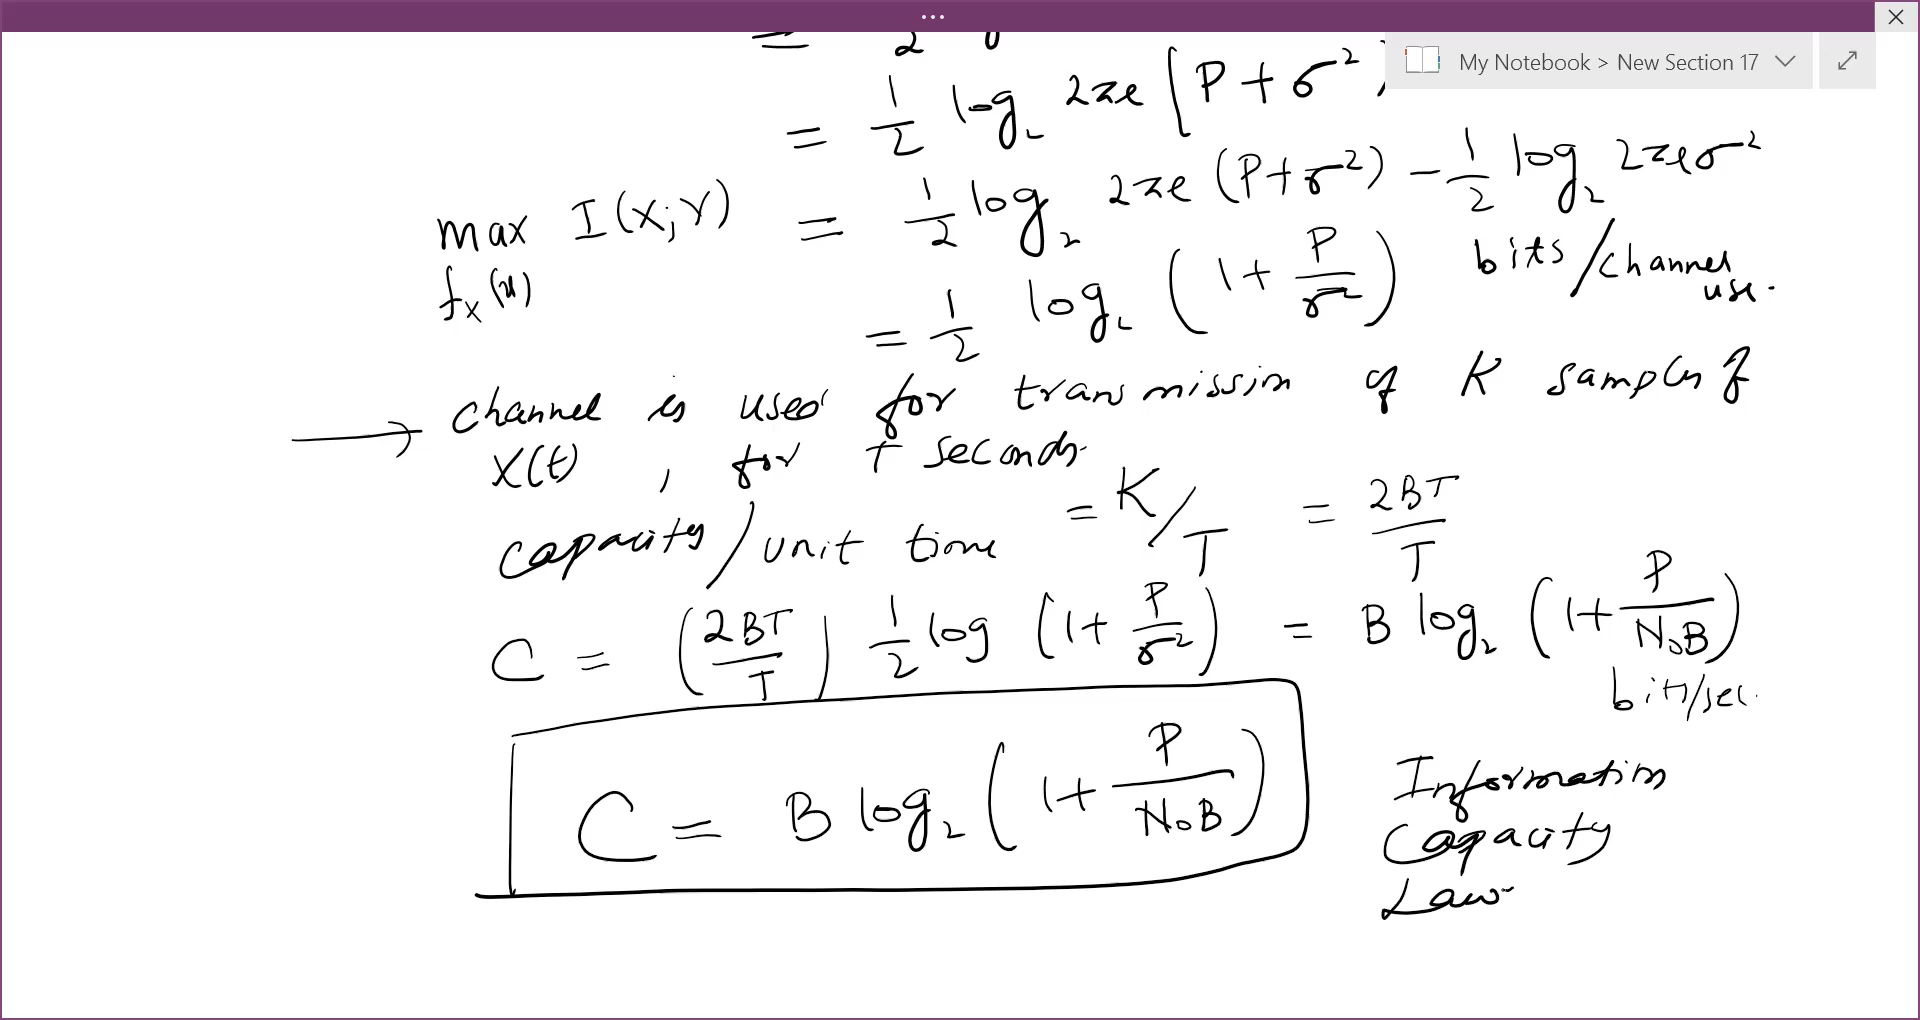 ...
My Notebook > New Section 17
= 1/2 log₂ 2πe [P + σ²]
max I(X;Y) = 1/2 log₂ 2πe (P+σ²) - 1/2 log₂ 2πeσ²
f_X(x)
= 1/2 log₂ (1 + P/σ²) bits/channel use.
→ channel is used for transmission of K samples of
X(t), for T seconds.
capacity/unit time = K/T = 2BT/T
C = (2BT/T) 1/2 log (1+ P/σ²) = B log₂ (1+ P/N₀B)
bits/sec.
C = B log₂ (1+ P/N₀B)
Information
Capacity
Law